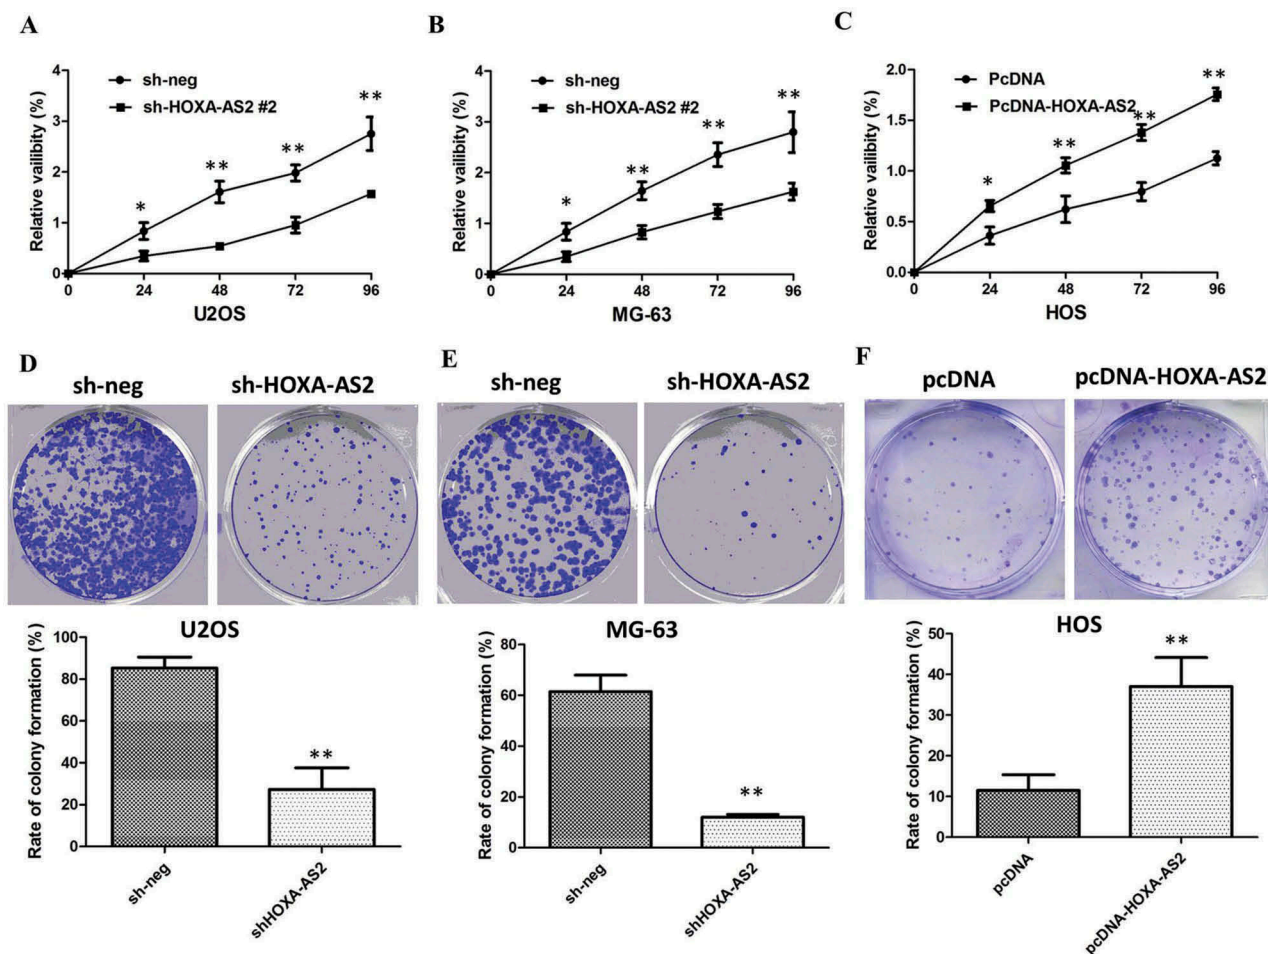 A
B
C
Relative vailibity (%)
4
3
2
1
0
sh-neg
sh-HOXA-AS2 #2
*
**
**
**
0 24 48 72 96
U2OS
Relative vailibity (%)
4
3
2
1
0
sh-neg
sh-HOXA-AS2 #2
*
**
**
**
0 24 48 72 96
MG-63
Relative vailibity (%)
2.0
1.5
1.0
0.5
0.0
PcDNA
PcDNA-HOXA-AS2
*
**
**
**
0 24 48 72 96
HOS
D
sh-neg sh-HOXA-AS2
E
sh-neg sh-HOXA-AS2
F
pcDNA pcDNA-HOXA-AS2
U2OS
Rate of colony formation (%)
100
80
60
40
20
0
**
sh-neg
shHOXA-AS2
MG-63
Rate of colony formation (%)
80
60
40
20
0
**
sh-neg
shHOXA-AS2
HOS
Rate of colony formation (%)
50
40
30
20
10
0
**
pcDNA
pcDNA-HOXA-AS2